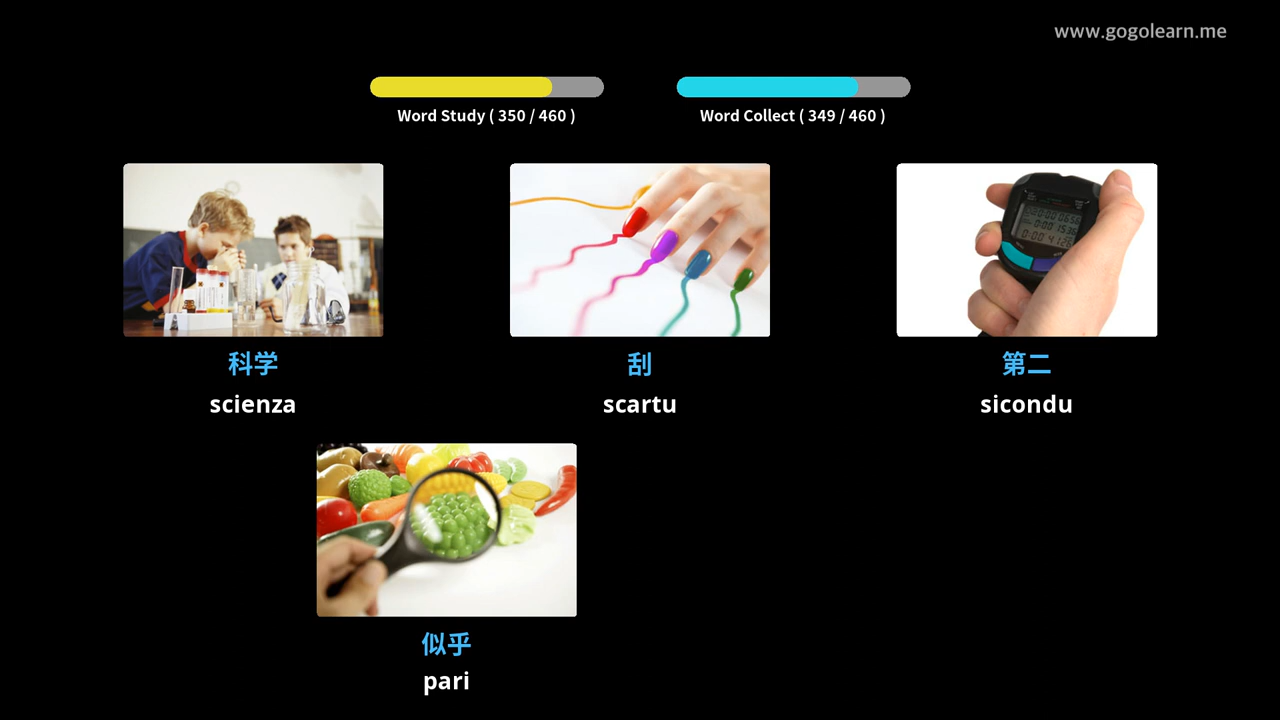 www.gogolearn.me
Word Study ( 350 / 460 )
Word Collect ( 349 / 460 )
科学
scienza
刮
scartu
第二
sicondu
似乎
pari